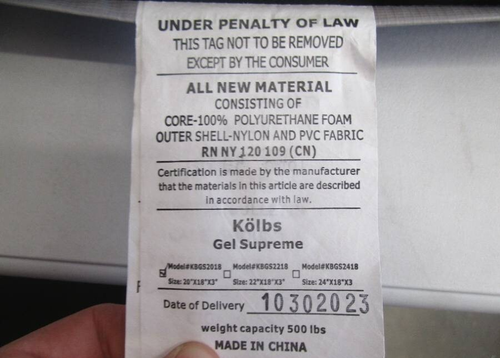 UNDER PENALTY OF LAW
THIS TAG NOT TO BE REMOVED
EXCEPT BY THE CONSUMER
ALL NEW MATERIAL
CONSISTING OF
CORE-100% POLYURETHANE FOAM
OUTER SHELL-NYLON AND PVC FABRIC
RN NY 120 109 (CN)
Certification is made by the manufacturer
that the materials in this article are described
in accordance with law.
Kölbs
Gel Supreme
Model#KBGS2018 Model#KBGS2218 Model#KBGS2418
Size: 20"X18"X3" Size: 22"X18"X3" Size: 24"X18"X3
Date of Delivery 10302023
weight capacity 500 lbs
MADE IN CHINA